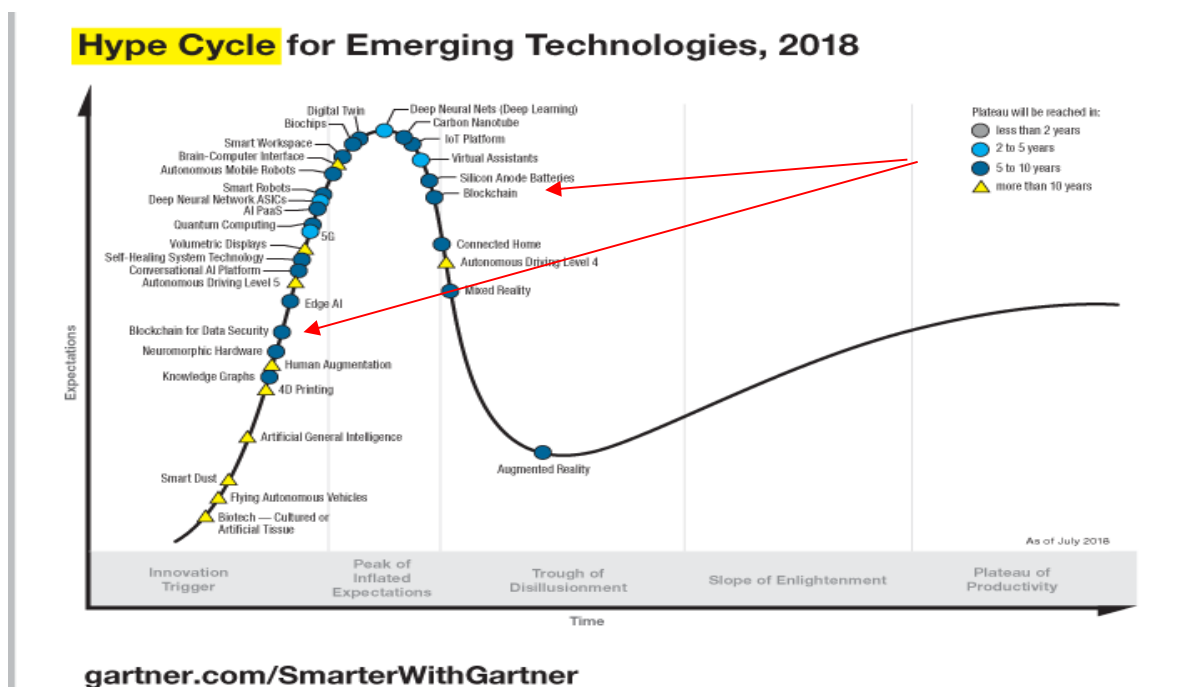 Hype Cycle for Emerging Technologies, 2018
Plateau will be reached in:
less than 2 years
2 to 5 years
5 to 10 years
more than 10 years
Digital Twin
Biochips
Smart Workspace
Brain-Computer Interface
Autonomous Mobile Robots
Smart Robots
Deep Neural Network ASICs
AI PaaS
Quantum Computing
5G
Volumetric Displays
Self-Healing System Technology
Conversational AI Platform
Autonomous Driving Level 5
Edge AI
Blockchain for Data Security
Neuromorphic Hardware
Human Augmentation
Knowledge Graphs
4D Printing
Artificial General Intelligence
Smart Dust
Flying Autonomous Vehicles
Biotech — Cultured or
Artificial Tissue
Deep Neural Nets (Deep Learning)
Carbon Nanotube
IoT Platform
Virtual Assistants
Silicon Anode Batteries
Blockchain
Connected Home
Autonomous Driving Level 4
Mixed Reality
Augmented Reality
Expectations
As of July 2018
Innovation
Trigger
Peak of
Inflated
Expectations
Trough of
Disillusionment
Slope of Enlightenment
Plateau of
Productivity
Time
gartner.com/SmarterWithGartner